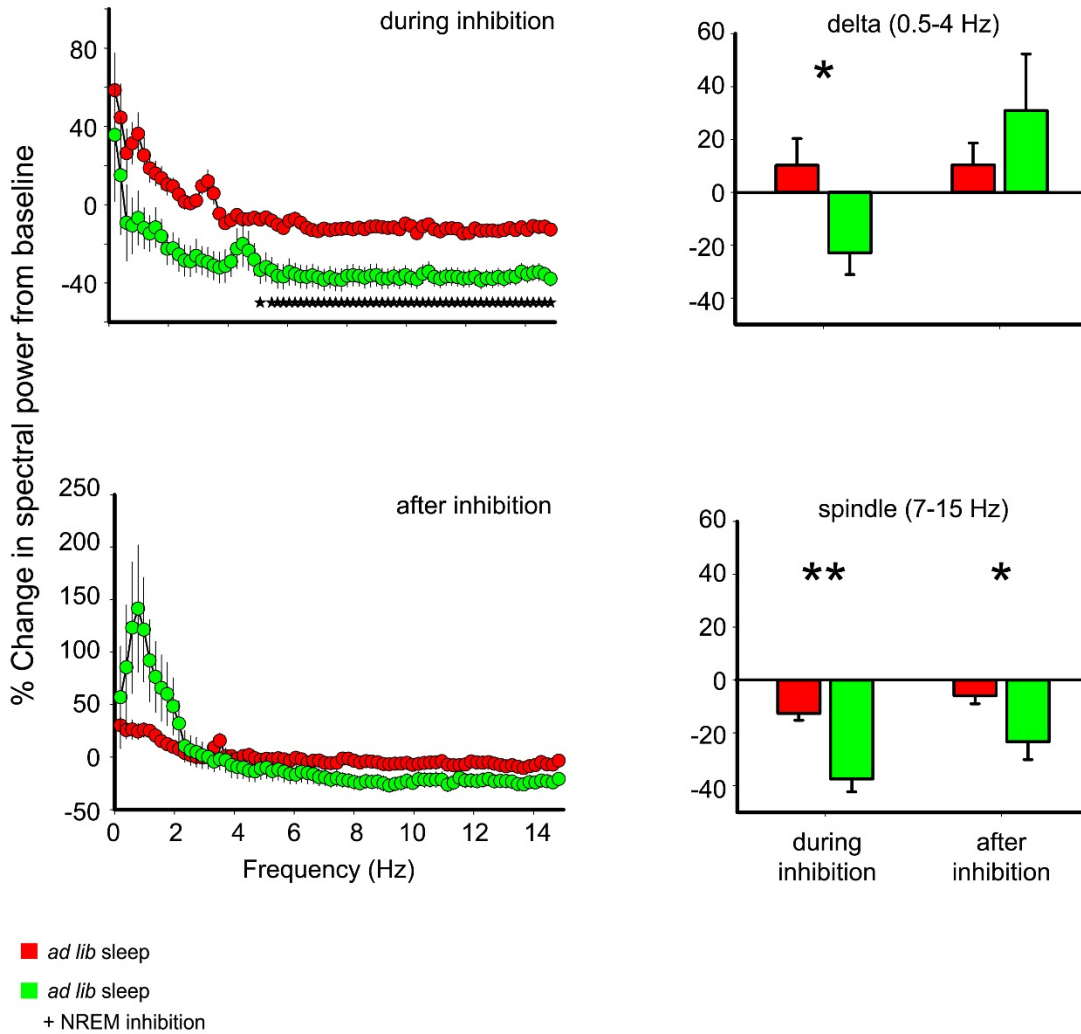 % Change in spectral power from baseline
during inhibition
80
40
0
-40
delta (0.5-4 Hz)
60
40
20
0
-20
-40
*
after inhibition
250
200
150
100
50
0
-50
0 2 4 6 8 10 12 14
Frequency (Hz)
spindle (7-15 Hz)
60
40
20
0
-20
-40
** *
during after
inhibition inhibition
ad lib sleep
ad lib sleep
+ NREM inhibition